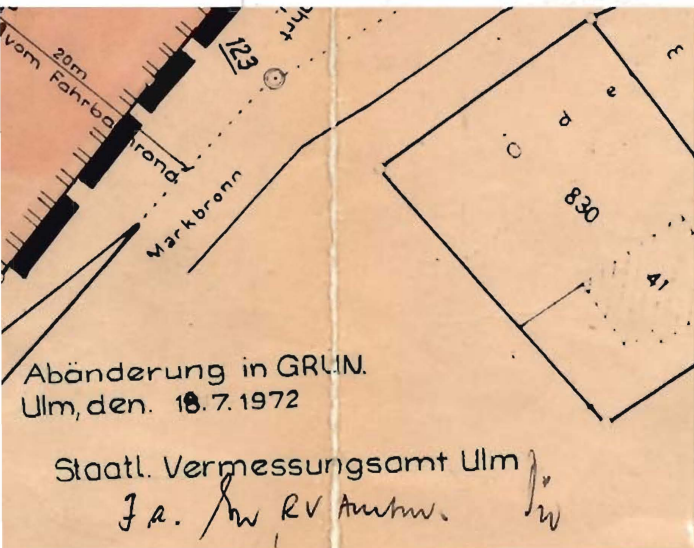 20m
vom Fahrbahnrand
123
Markbronn
830
41
Abänderung in GRÜN.
Ulm, den. 18.7.1972
Staatl. Vermessungsamt Ulm